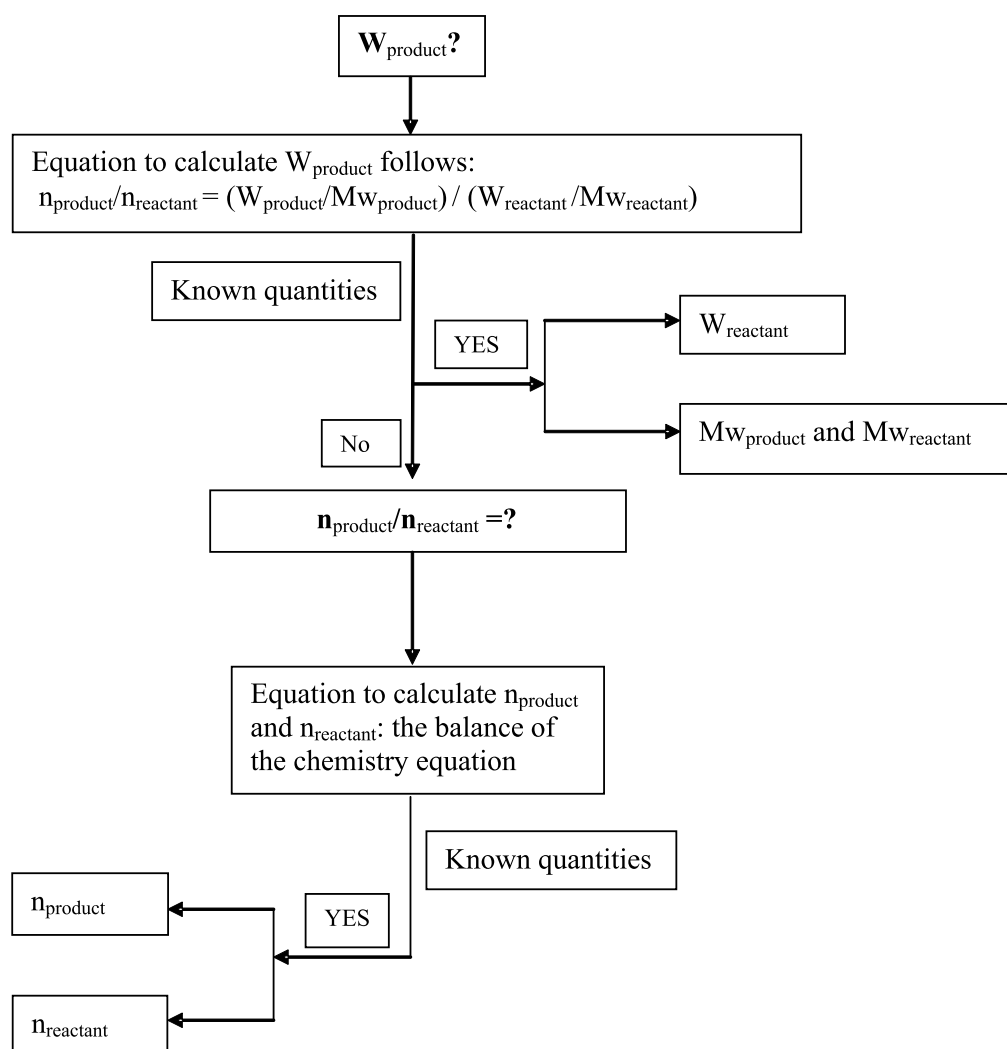 Wproduct?
Equation to calculate Wproduct follows:
nproduct/nreactant = (Wproduct/Mwproduct) / (Wreactant /Mwreactant)
Known quantities
YES
Wreactant
Mwproduct and Mwreactant
No
nproduct/nreactant =?
Equation to calculate nproduct
and nreactant: the balance of
the chemistry equation
Known quantities
YES
nproduct
nreactant